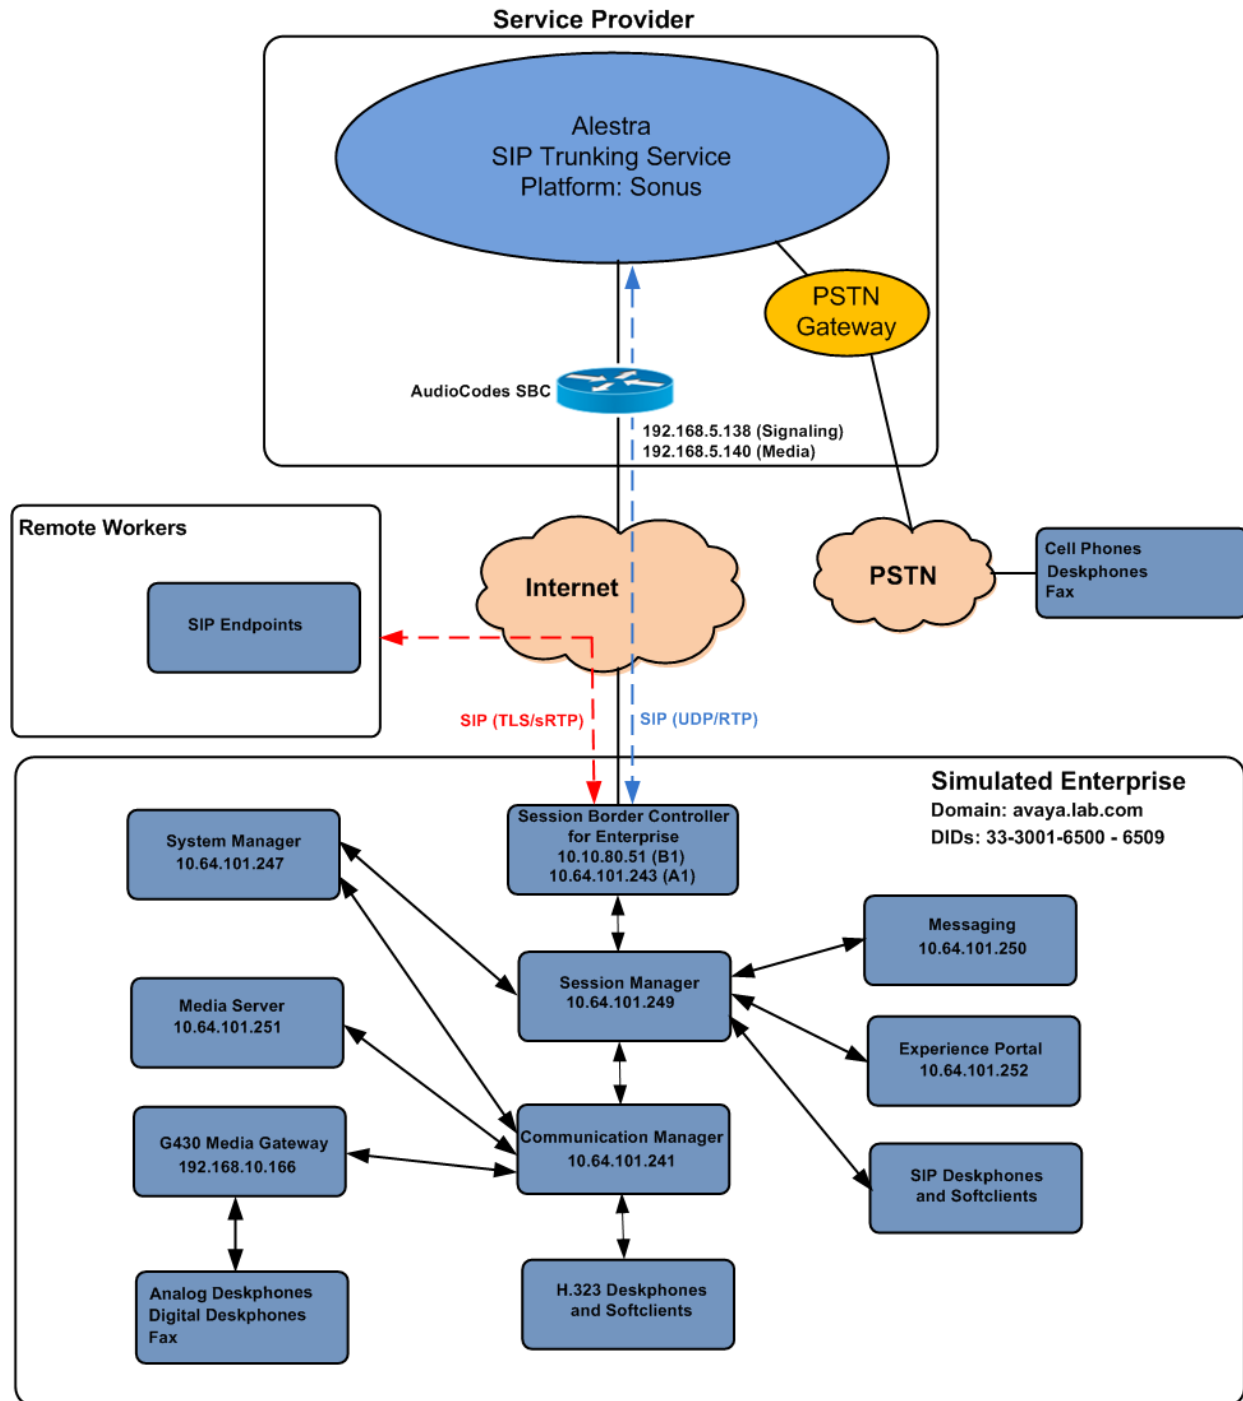 Service Provider
Alestra
SIP Trunking Service
Platform: Sonus
PSTN
Gateway
AudioCodes SBC
192.168.5.138 (Signaling)
192.168.5.140 (Media)
Remote Workers
SIP Endpoints
Internet
PSTN
Cell Phones
Deskphones
Fax
SIP (TLS/sRTP)
SIP (UDP/RTP)
Simulated Enterprise
Domain: avaya.lab.com
DIDs: 33-3001-6500 - 6509
System Manager
10.64.101.247
Session Border Controller
for Enterprise
10.10.80.51 (B1)
10.64.101.243 (A1)
Messaging
10.64.101.250
Media Server
10.64.101.251
Session Manager
10.64.101.249
Experience Portal
10.64.101.252
G430 Media Gateway
192.168.10.166
Communication Manager
10.64.101.241
SIP Deskphones
and Softclients
Analog Deskphones
Digital Deskphones
Fax
H.323 Deskphones
and Softclients